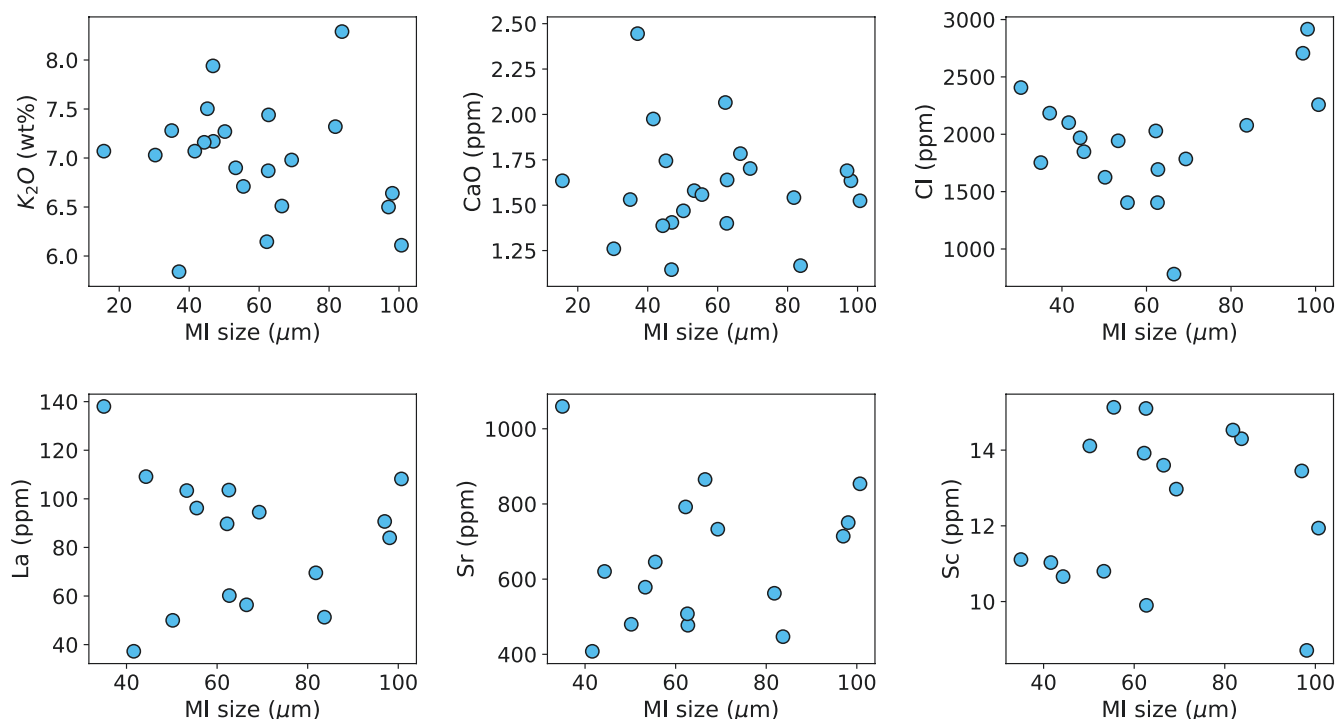 K₂O (wt%)
8.0
7.5
7.0
6.5
6.0
20 40 60 80 100
MI size (μm)
CaO (ppm)
2.50
2.25
2.00
1.75
1.50
1.25
20 40 60 80 100
MI size (μm)
Cl (ppm)
3000
2500
2000
1500
1000
40 60 80 100
MI size (μm)
La (ppm)
140
120
100
80
60
40
40 60 80 100
MI size (μm)
Sr (ppm)
1000
800
600
400
40 60 80 100
MI size (μm)
Sc (ppm)
14
12
10
40 60 80 100
MI size (μm)